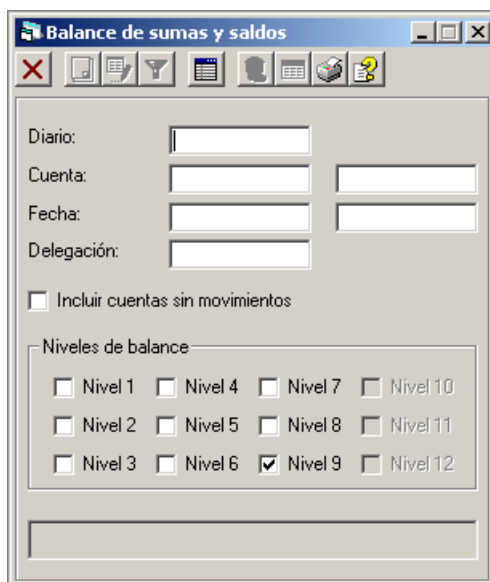 Balance de sumas y saldos
Diario:
Cuenta:
Fecha:
Delegación:
Incluir cuentas sin movimientos
Niveles de balance
Nivel 1 Nivel 4 Nivel 7 Nivel 10
Nivel 2 Nivel 5 Nivel 8 Nivel 11
Nivel 3 Nivel 6 Nivel 9 Nivel 12